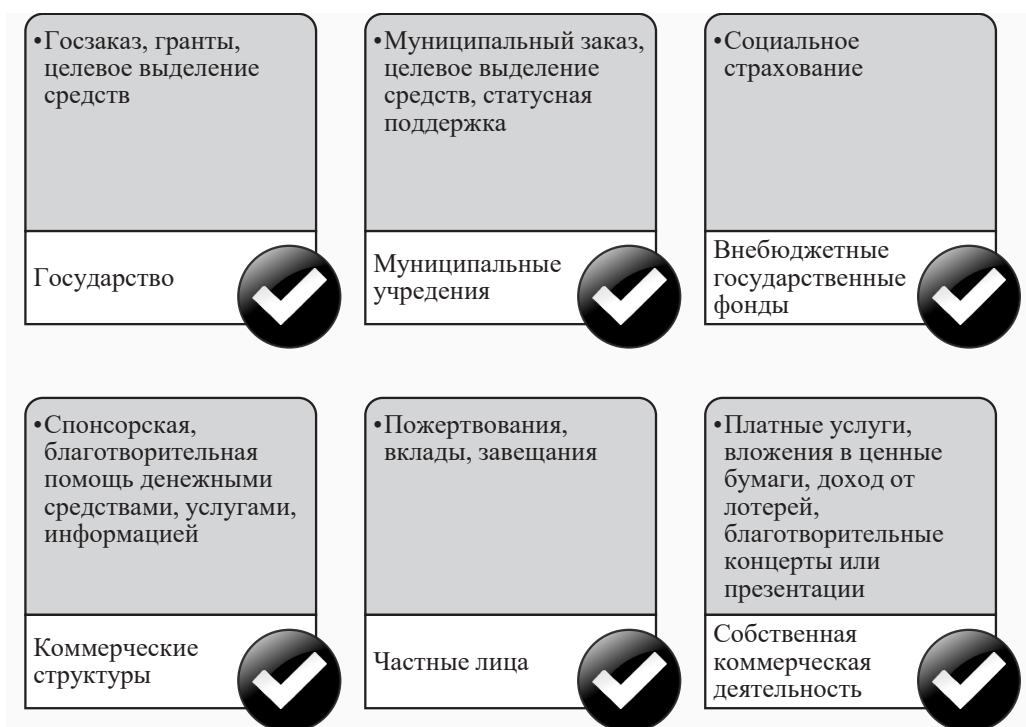 •Госзаказ, гранты,
целевое выделение
средств
Государство
•Муниципальный заказ,
целевое выделение
средств, статусная
поддержка
Муниципальные
учредения
•Социальное
страхование
Внебюджетные
государственные
фонды
•Спонсорская,
благотворительная
помощь денежными
средствами, услугами,
информацией
Коммерческие
структуры
•Пожертвования,
вклады, завещания
Частные лица
•Платные услуги,
вложения в ценные
бумаги, доход от
лотерей,
благотворительные
концерты или
презентации
Собственная
коммерческая
деятельность